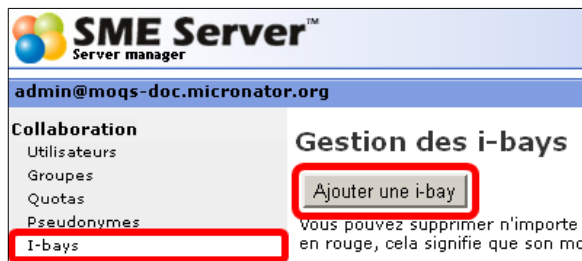 SME Server™
Server manager
admin@moqs-doc.micronator.org
Collaboration
Utilisateurs
Groupes
Quotas
Pseudonymes
I-bays
Gestion des i-bays
Ajouter une i-bay
Vous pouvez supprimer n'importe
en rouge, cela signifie que son mo